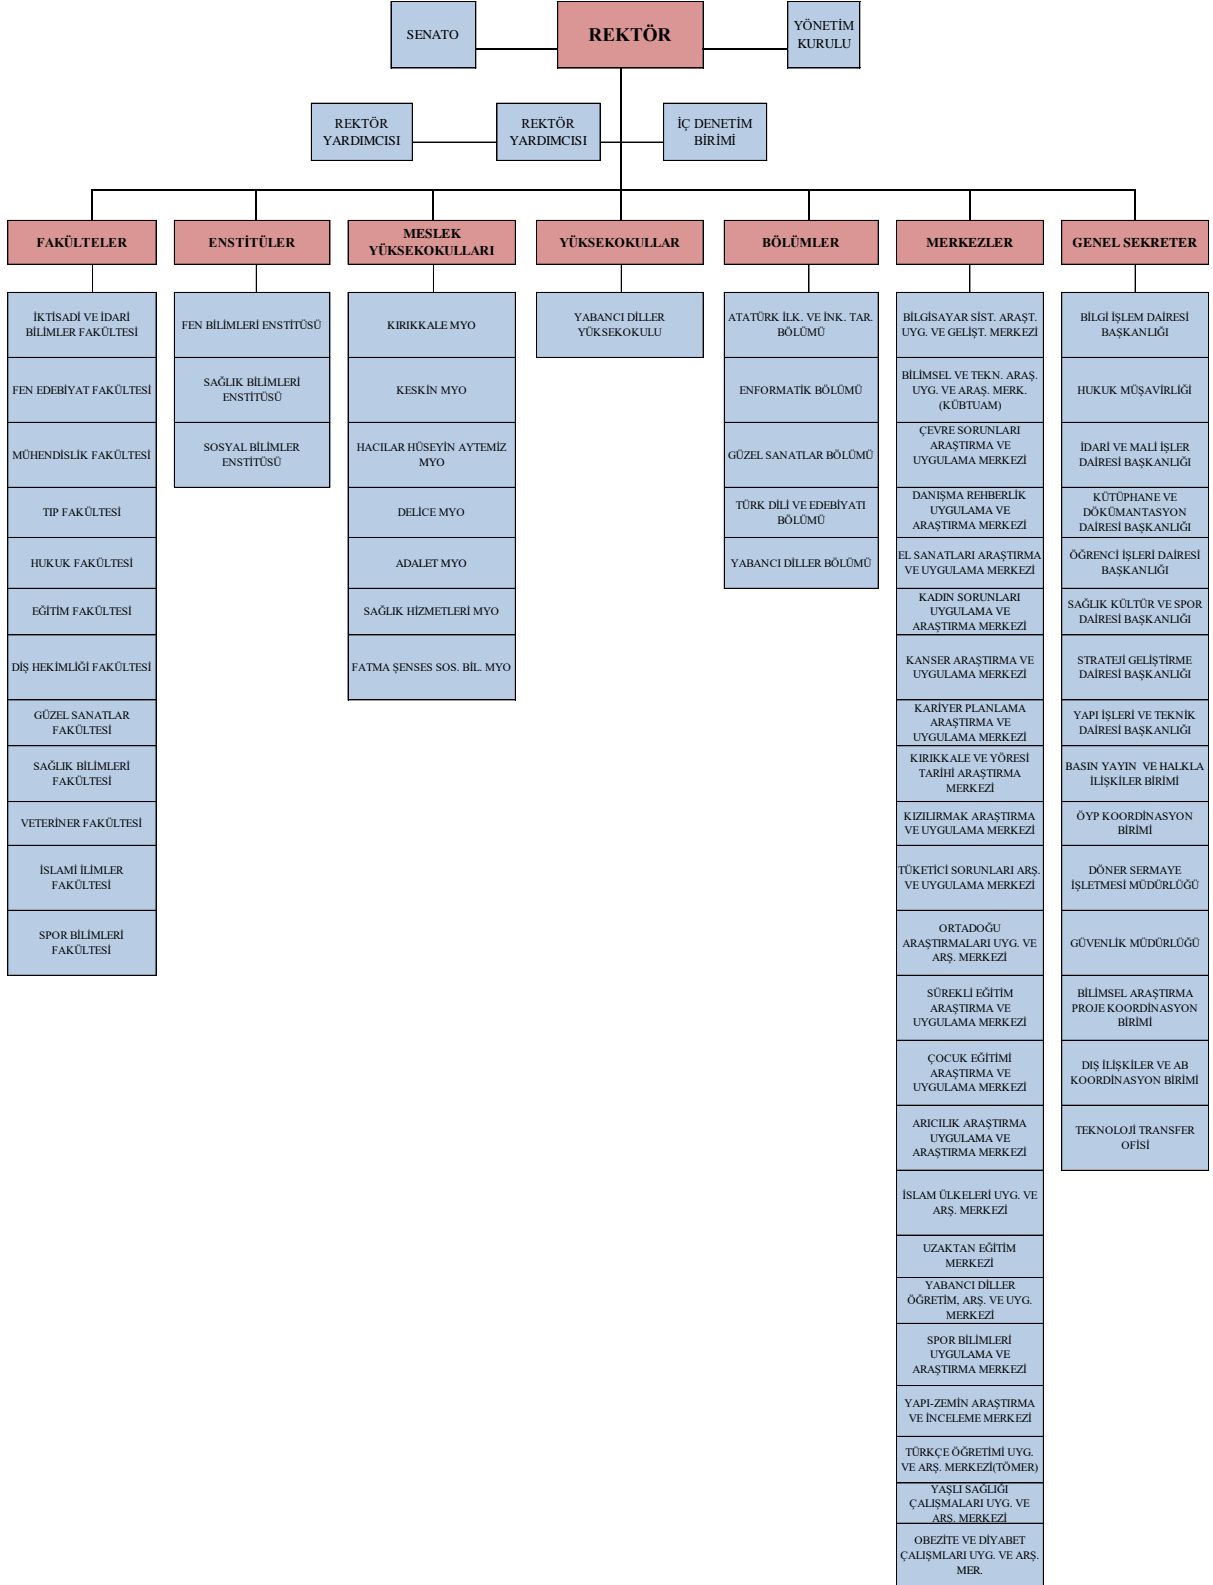 SENATO
REKTÖR
YÖNETİM
KURULU
REKTÖR
YARDIMCISI
REKTÖR
YARDIMCISI
İÇ DENETİM
BİRİMİ
FAKÜLTELER
İKTİSADİ VE İDARİ
BİLİMLER FAKÜLTESİ
FEN EDEBİYAT FAKÜLTESİ
MÜHENDİSLİK FAKÜLTESİ
TIP FAKÜLTESİ
HUKUK FAKÜLTESİ
EĞİTİM FAKÜLTESİ
DİŞ HEKİMLİĞİ FAKÜLTESİ
GÜZEL SANATLAR
FAKÜLTESİ
SAĞLIK BİLİMLERİ
FAKÜLTESİ
VETERİNER FAKÜLTESİ
İSLAMİ İLİMLER
FAKÜLTESİ
SPOR BİLİMLERİ
FAKÜLTESİ
ENSTİTÜLER
FEN BİLİMLERİ ENSTİTÜSÜ
SAĞLIK BİLİMLERİ
ENSTİTÜSÜ
SOSYAL BİLİMLER
ENSTİTÜSÜ
MESLEK
YÜKSEKOKULLARI
KIRIKKALE MYO
KESKİN MYO
HACILAR HÜSEYİN AYTEMİZ
MYO
DELİCE MYO
ADALET MYO
SAĞLIK HİZMETLERİ MYO
FATMA ŞENSES SOS. BİL. MYO
YÜKSEKOKULLAR
YABANCI DİLLER
YÜKSEKOKULU
BÖLÜMLER
ATATÜRK İLK. VE İNK. TAR.
BÖLÜMÜ
ENFORMATİK BÖLÜMÜ
GÜZEL SANATLAR BÖLÜMÜ
TÜRK DİLİ VE EDEBİYATI
BÖLÜMÜ
YABANCI DİLLER BÖLÜMÜ
MERKEZLER
BİLGİSAYAR SİST. ARAŞT.
UYG. VE GELİŞT. MERKEZİ
BİLİMSEL VE TEKN. ARAŞ.
UYG. VE ARAŞ. MERK.
(KÜBTUAM)
ÇEVRE SORUNLARI
ARAŞTIRMA VE
UYGULAMA MERKEZİ
DANIŞMA REHBERLİK
UYGULAMA VE
ARAŞTIRMA MERKEZİ
EL SANATLARI ARAŞTIRMA
VE UYGULAMA MERKEZİ
KADIN SORUNLARI
UYGULAMA VE
ARAŞTIRMA MERKEZİ
KANSER ARAŞTIRMA VE
UYGULAMA MERKEZİ
KARİYER PLANLAMA
ARAŞTIRMA VE
UYGULAMA MERKEZİ
KIRIKKALE VE YÖRESİ
TARİHİ ARAŞTIRMA
MERKEZİ
KIZILIRMAK ARAŞTIRMA
VE UYGULAMA MERKEZİ
TÜKETİCİ SORUNLARI ARŞ.
VE UYGULAMA MERKEZİ
ORTADOĞU
ARAŞTIRMALARI UYG. VE
ARŞ. MERKEZİ
SÜREKLİ EĞİTİM
ARAŞTIRMA VE
UYGULAMA MERKEZİ
ÇOCUK EĞİTİMİ
ARAŞTIRMA VE
UYGULAMA MERKEZİ
ARICILIK ARAŞTIRMA
UYGULAMA VE
ARAŞTIRMA MERKEZİ
İSLAM ÜLKELERİ UYG. VE
ARŞ. MERKEZİ
UZAKTAN EĞİTİM
MERKEZİ
YABANCI DİLLER
ÖĞRETİM, ARŞ. VE UYG.
MERKEZİ
SPOR BİLİMLERİ
UYGULAMA VE
ARAŞTIRMA MERKEZİ
YAPI-ZEMİN ARAŞTIRMA
VE İNCELEME MERKEZİ
TÜRKÇE ÖĞRETİMİ UYG.
VE ARŞ. MERKEZİ(TÖMER)
YAŞLI SAĞLIĞI
ÇALIŞMALARI UYG. VE
ARŞ. MERKEZİ
OBEZİTE VE DİYABET
ÇALIŞMLARI UYG. VE ARŞ.
MER.
GENEL SEKRETER
BİLGİ İŞLEM DAİRESİ
BAŞKANLIĞI
HUKUK MÜŞAVİRLİĞİ
İDARİ VE MALİ İŞLER
DAİRESİ BAŞKANLIĞI
KÜTÜPHANE VE
DÖKÜMANTASYON
DAİRESİ BAŞKANLIĞI
ÖĞRENCİ İŞLERİ DAİRESİ
BAŞKANLIĞI
SAĞLIK KÜLTÜR VE SPOR
DAİRESİ BAŞKANLIĞI
STRATEJİ GELİŞTİRME
DAİRESİ BAŞKANLIĞI
YAPI İŞLERİ VE TEKNİK
DAİRESİ BAŞKANLIĞI
BASIN YAYIN VE HALKLA
İLİŞKİLER BİRİMİ
ÖYP KOORDİNASYON
BİRİMİ
DÖNER SERMAYE
İŞLETMESİ MÜDÜRLÜĞÜ
GÜVENLİK MÜDÜRLÜĞÜ
BİLİMSEL ARAŞTIRMA
PROJE KOORDİNASYON
BİRİMİ
DIŞ İLİŞKİLER VE AB
KOORDİNASYON BİRİMİ
TEKNOLOJİ TRANSFER
OFİSİ